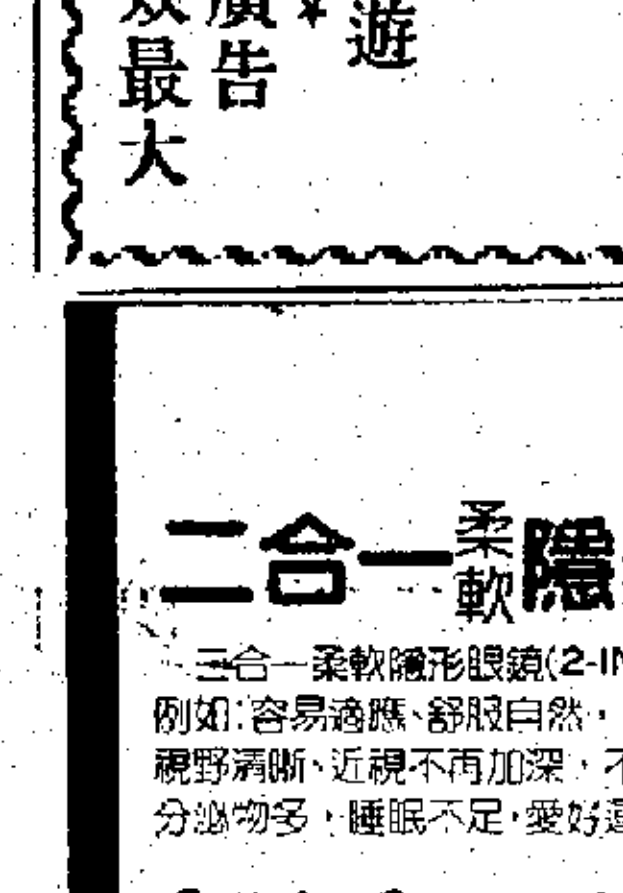 遊
廣告
最大
二合一柔軟隱
二合一柔軟隱形眼鏡(2-IN
例如:容易適應、舒服自然,
視野清晰、近視不再加深,不
分泌物多,睡眠不足,愛好運